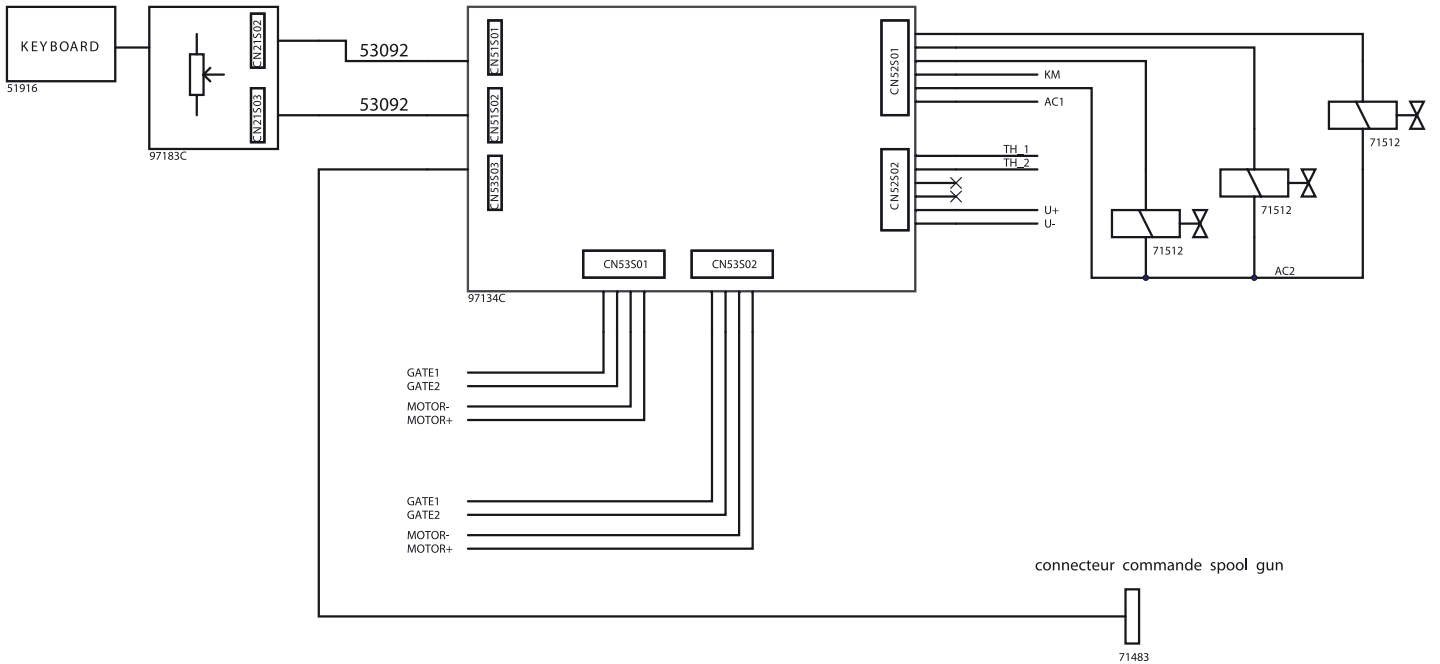 KEYBOARD
51916
CN21S02
CN21S03
97183C
53092
53092
CN51S01
CN51S02
CN53S03
CN52S01
CN52S02
CN53S01
CN53S02
97134C
KM
AC1
TH_1
TH_2
U+
U-
71512
71512
71512
AC2
GATE1
GATE2
MOTOR-
MOTOR+
GATE1
GATE2
MOTOR-
MOTOR+
connecteur commande spool gun
71483